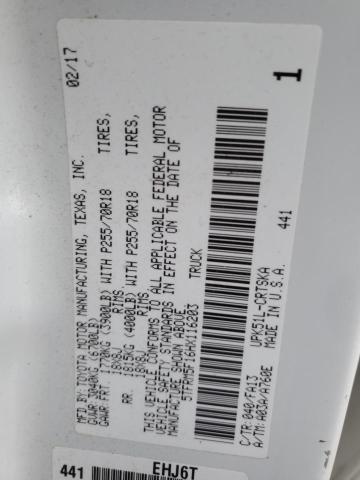 MFD.BY:TOYOTA MOTOR MANUFACTURING, TEXAS, INC. 02/17
GVWR 3040KG (6700LB)
GAWR:FRT. 1770KG (3900LB) WITH P255/70R18 TIRES,
18X8J RIMS.
RR. 1815KG (4000LB) WITH P255/70R18 TIRES,
18X8J RIMS.
THIS VEHICLE CONFORMS TO ALL APPLICABLE FEDERAL MOTOR
VEHICLE SAFETY STANDARDS IN EFFECT ON THE DATE OF
MANUFACTURE SHOWN ABOVE.
TRUCK
441
1
UPK51L-CRTSKA
C/TR: 040/FA13
A/TM: A03A/A760E
MADE IN U.S.A.
441
EHJ6T